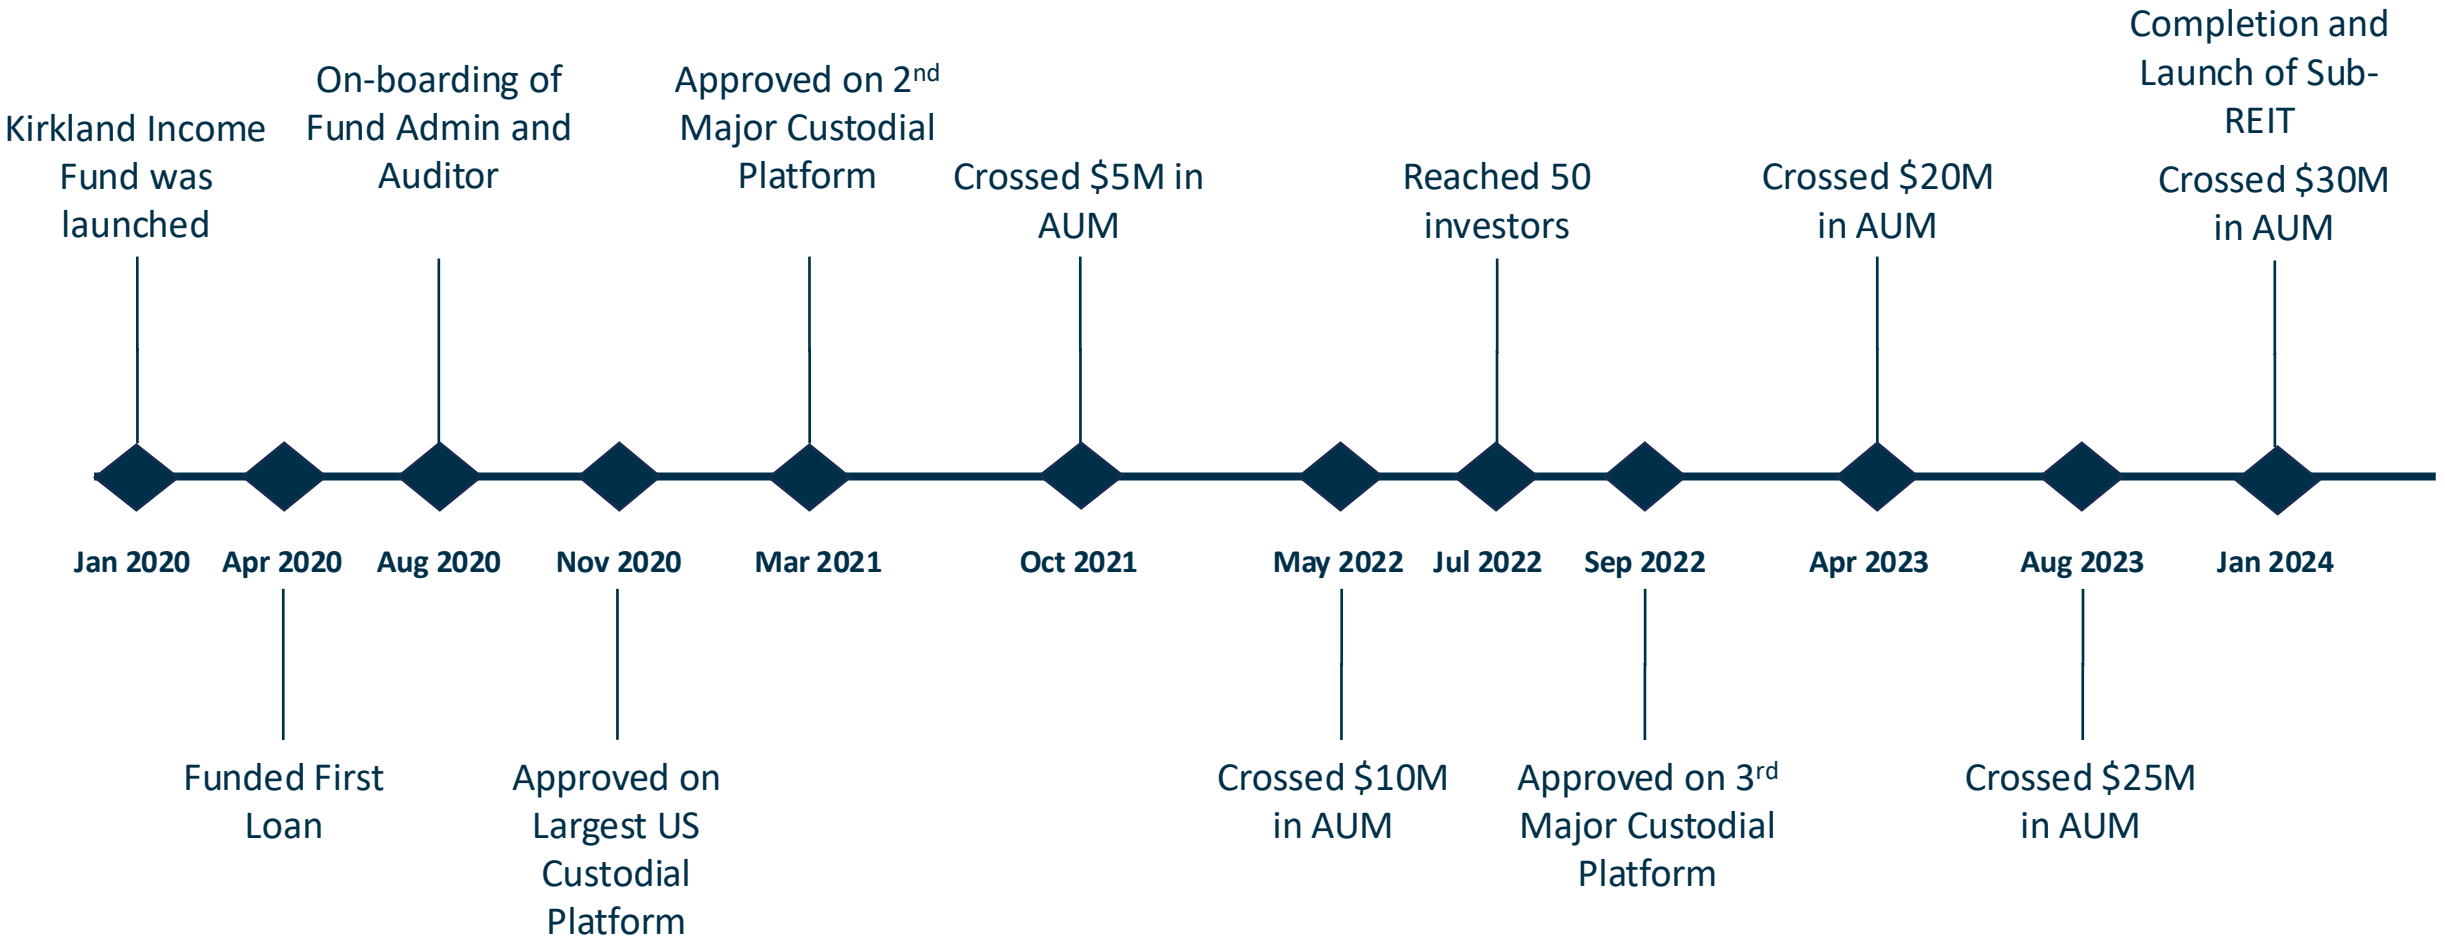 Kirkland Income
Fund was
launched
On-boarding of
Fund Admin and
Auditor
Approved on 2nd
Major Custodial
Platform
Crossed $5M in
AUM
Reached 50
investors
Crossed $20M
in AUM
Completion and
Launch of Sub-
REIT
Crossed $30M
in AUM
Jan 2020
Apr 2020
Aug 2020
Nov 2020
Mar 2021
Oct 2021
May 2022
Jul 2022
Sep 2022
Apr 2023
Aug 2023
Jan 2024
Funded First
Loan
Approved on
Largest US
Custodial
Platform
Crossed $10M
in AUM
Approved on 3rd
Major Custodial
Platform
Crossed $25M
in AUM